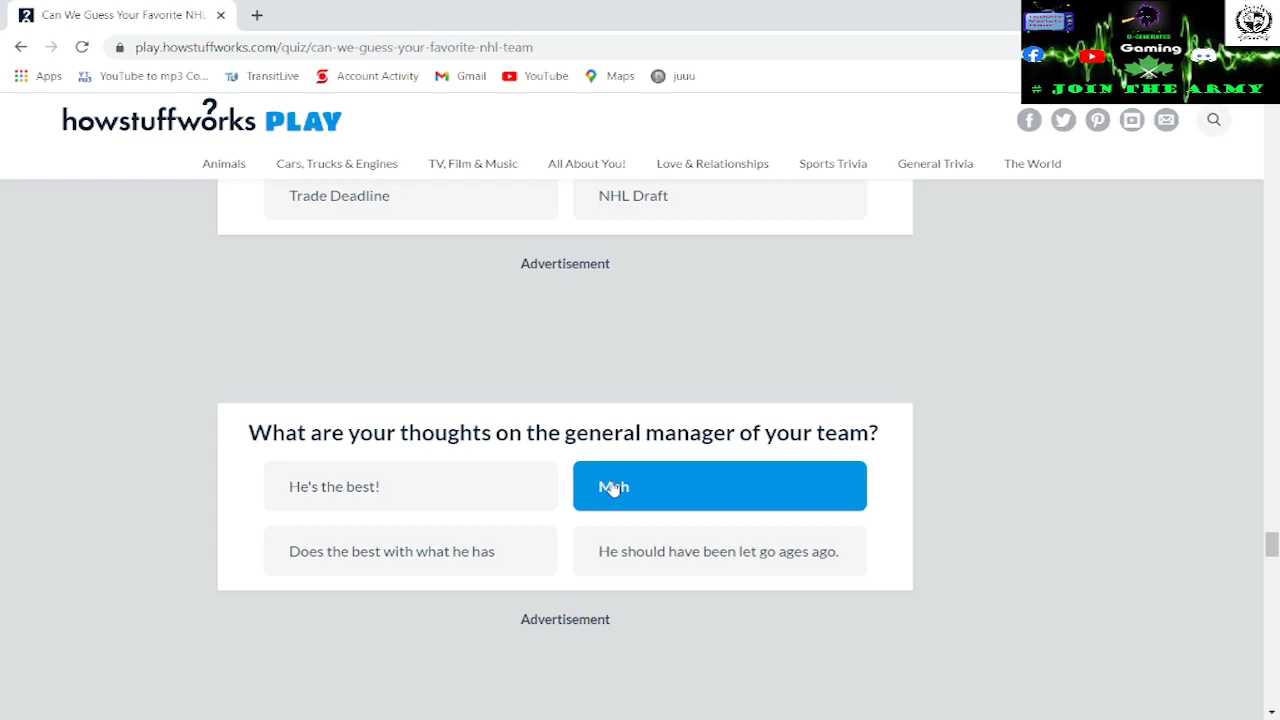 Can We Guess Your Favorite NHL
play.howstuffworks.com/quiz/can-we-guess-your-favorite-nhl-team
Apps
YouTube to mp3 Co...
TransitLive
Account Activity
Gmail
YouTube
Maps
juuu
Gaming
# JOIN THE ARMY
howstuffworks PLAY
Animals
Cars, Trucks & Engines
TV, Film & Music
All About You!
Love & Relationships
Sports Trivia
General Trivia
The World
Trade Deadline
NHL Draft
Advertisement
What are your thoughts on the general manager of your team?
He's the best!
Meh
Does the best with what he has
He should have been let go ages ago.
Advertisement